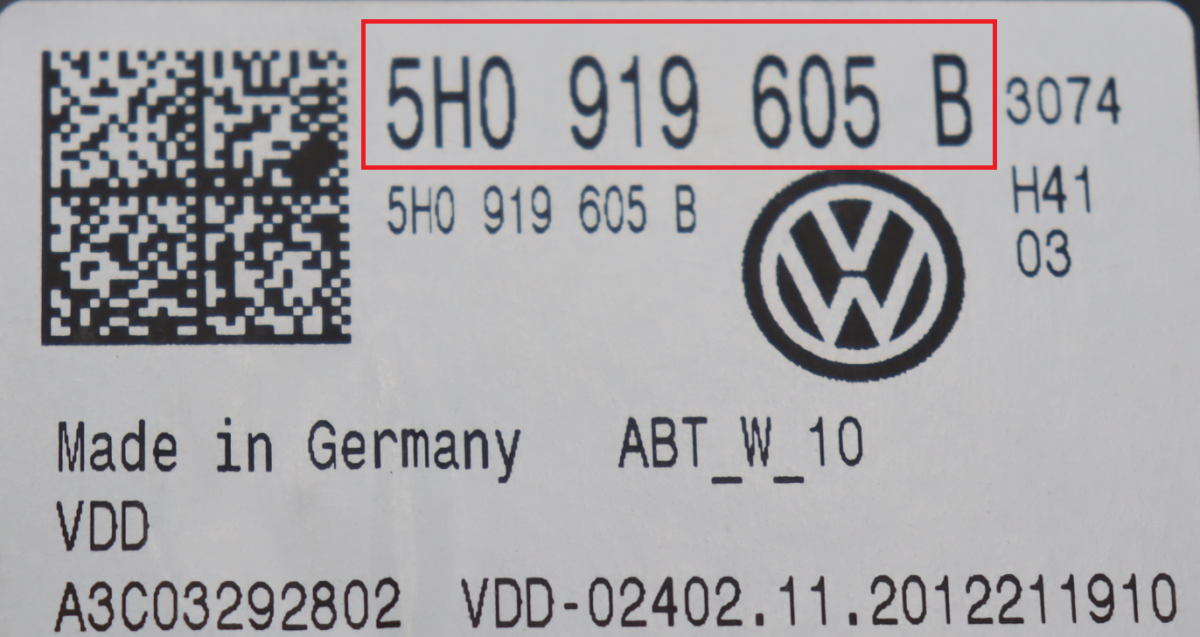 5H0 919 605 B 3074
5H0 919 605 B H41
03
Made in Germany ABT_W_10
VDD
A3C03292802 VDD-02402.11.2012211910